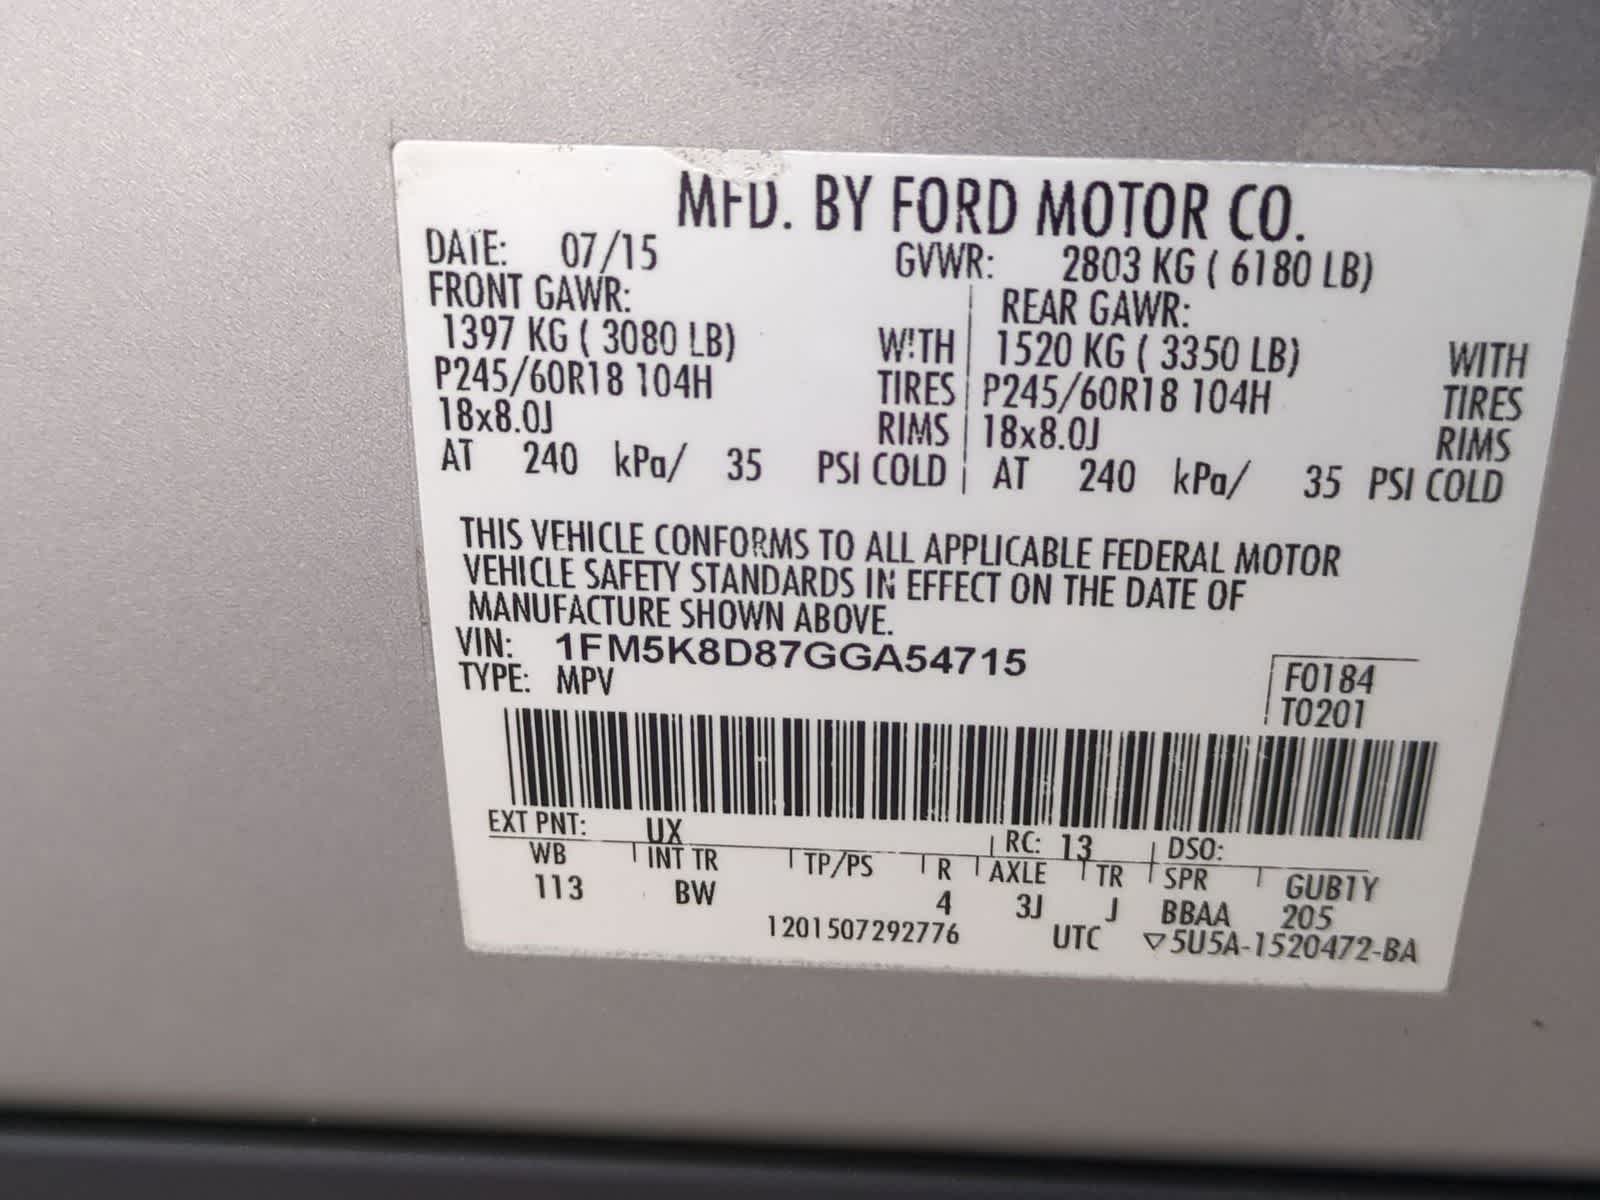 MFD. BY FORD MOTOR CO.
DATE: 07/15 GVWR: 2803 KG ( 6180 LB)
FRONT GAWR: REAR GAWR:
1397 KG ( 3080 LB) WITH 1520 KG ( 3350 LB) WITH
P245/60R18 104H TIRES P245/60R18 104H TIRES
18x8.0J RIMS 18x8.0J RIMS
AT 240 kPa/ 35 PSI COLD AT 240 kPa/ 35 PSI COLD
THIS VEHICLE CONFORMS TO ALL APPLICABLE FEDERAL MOTOR
VEHICLE SAFETY STANDARDS IN EFFECT ON THE DATE OF
MANUFACTURE SHOWN ABOVE.
VIN: 1FM5K8D87GGA54715
TYPE: MPV
F0184
T0201
EXT PNT: UX RC: 13 DSO:
WB INT TR TP/PS R AXLE TR SPR GUB1Y
113 BW 4 3J J BBAA 205
1201507292776 UTC ▽5U5A-1520472-BA